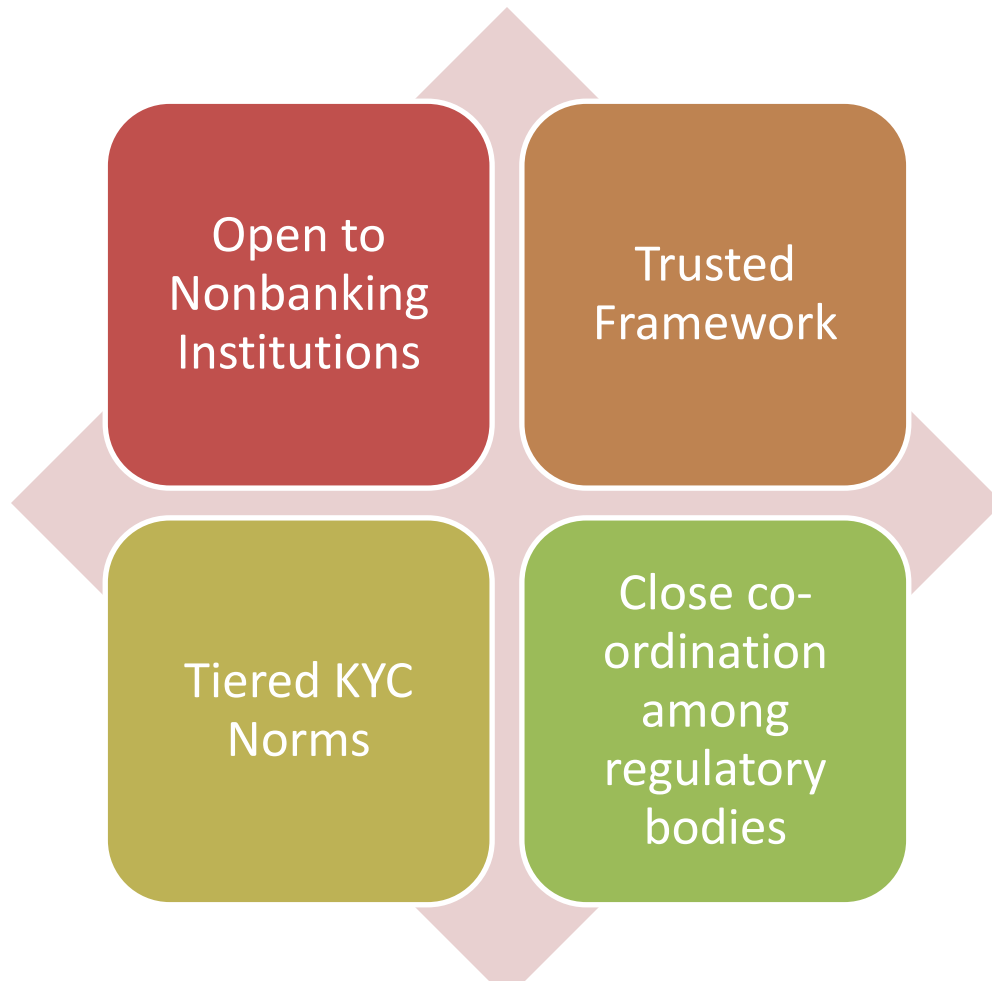 Open to
Nonbanking
Institutions
Trusted
Framework
Tiered KYC
Norms
Close co-
ordination
among
regulatory
bodies